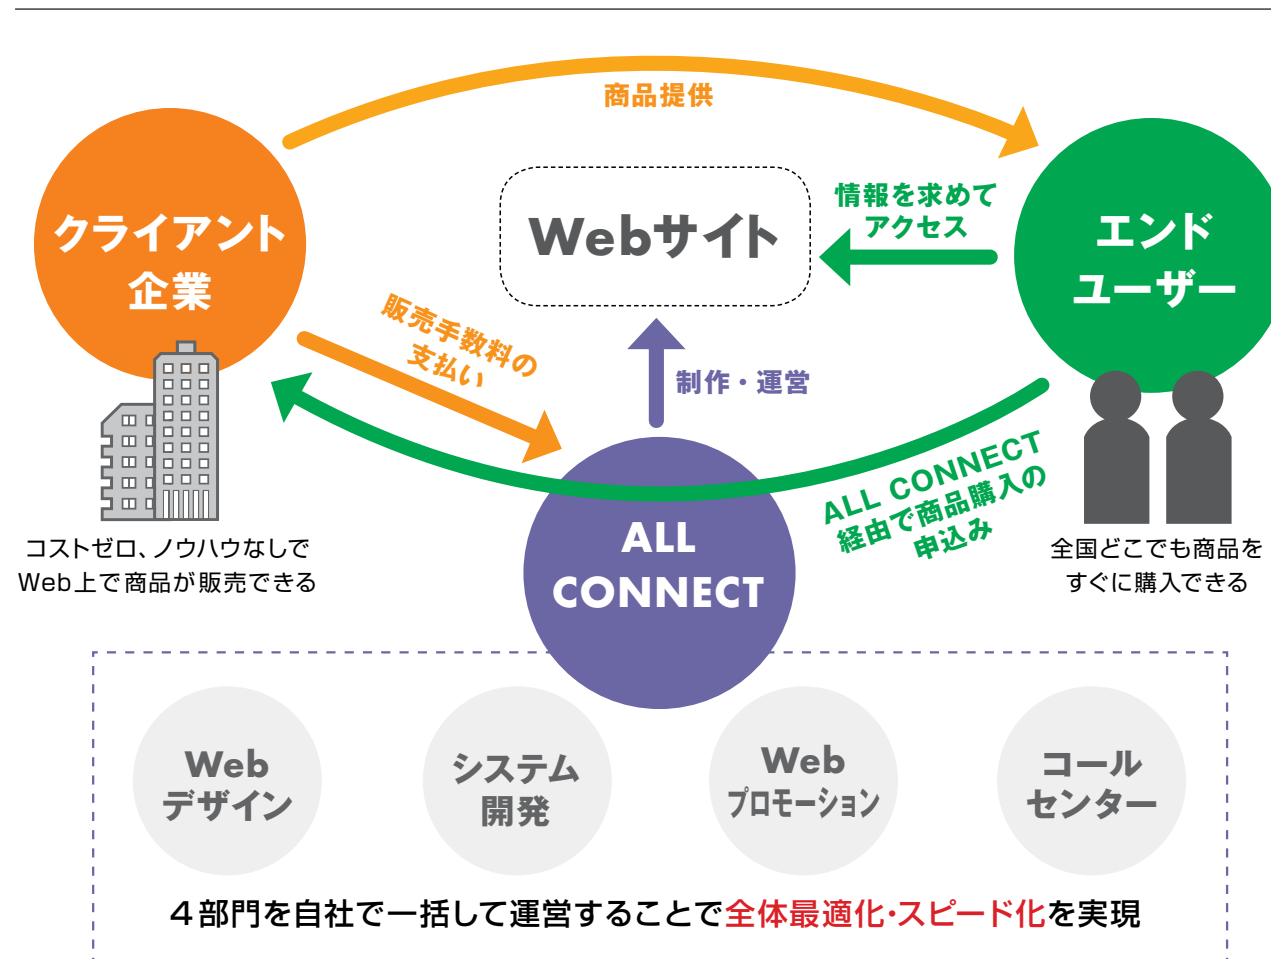 商品提供
クライアント
企業
Webサイト
情報を求めて
アクセス
エンド
ユーザー
販売手数料の
支払い
制作・運営
ALL CONNECT
経由で商品購入の
申込み
ALL
CONNECT
コストゼロ、ノウハウなしで
Web上で商品が販売できる
全国どこでも商品を
すぐに購入できる
Web
デザイン
システム
開発
Web
プロモーション
コール
センター
4部門を自社で一括して運営することで全体最適化・スピード化を実現